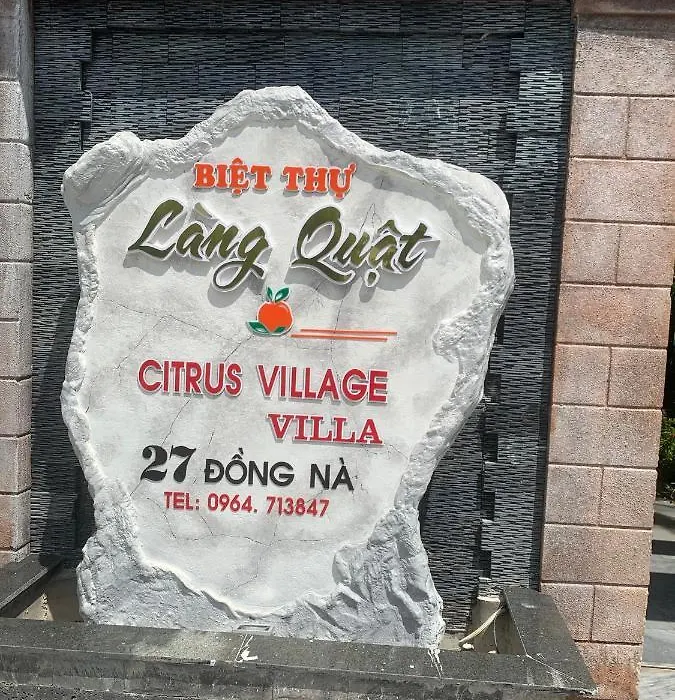 BIỆT THỰ
Làng Quật
CITRUS VILLAGE
VILLA
27 ĐỒNG NÀ
TEL: 0964. 713847